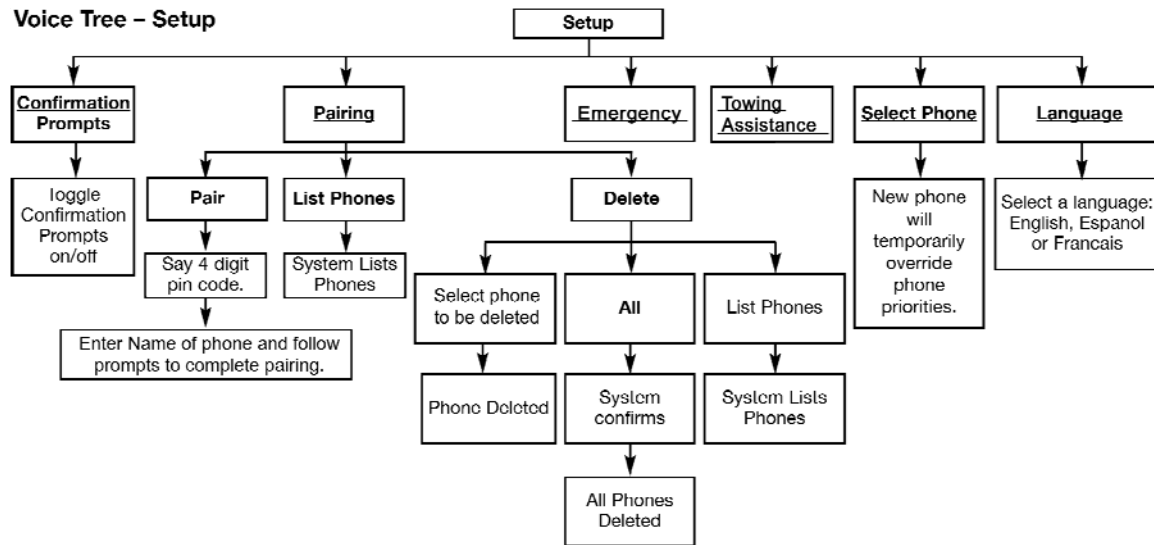 Voice Tree – Setup
Setup
Confirmation
Prompts
Pairing
Emergency
Towing
Assistance
Select Phone
Language
Toggle
Confirmation
Prompts
on/off
Pair
List Phones
Delete
New phone
will
temporarily
override
phone
priorities.
Select a language:
English, Espanol
or Francais
Say 4 digit
pin code.
System Lists
Phones
Select phone
to be deleted
All
List Phones
Enter Name of phone and follow
prompts to complete pairing.
Phone Deleted
System
confirms
System Lists
Phones
All Phones
Deleted